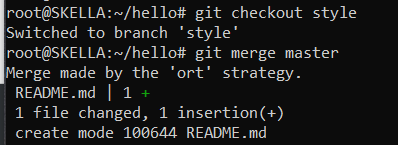 root@SKELLA:~/hello# git checkout style
Switched to branch 'style'
root@SKELLA:~/hello# git merge master
Merge made by the 'ort' strategy.
 README.md | 1 +
 1 file changed, 1 insertion(+)
 create mode 100644 README.md